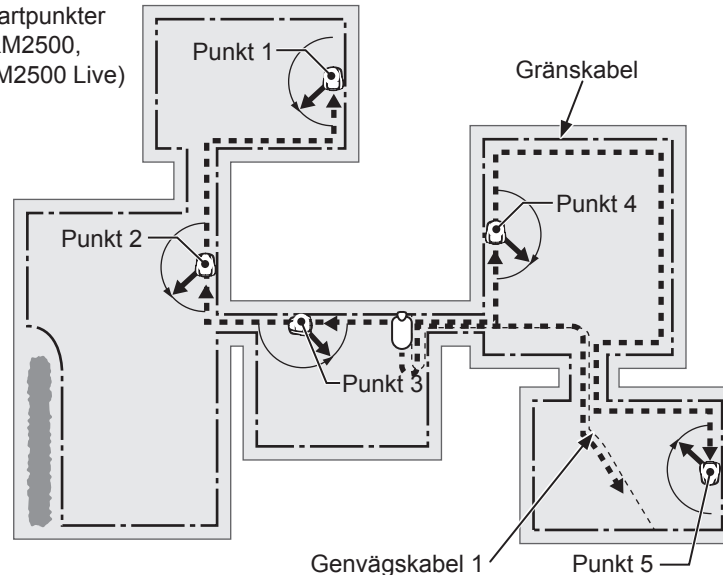 artpunkter
M2500,
M2500 Live)
Punkt 1
Gränskabel
Punkt 2
Punkt 4
Punkt 3
Genvägskabel 1
Punkt 5